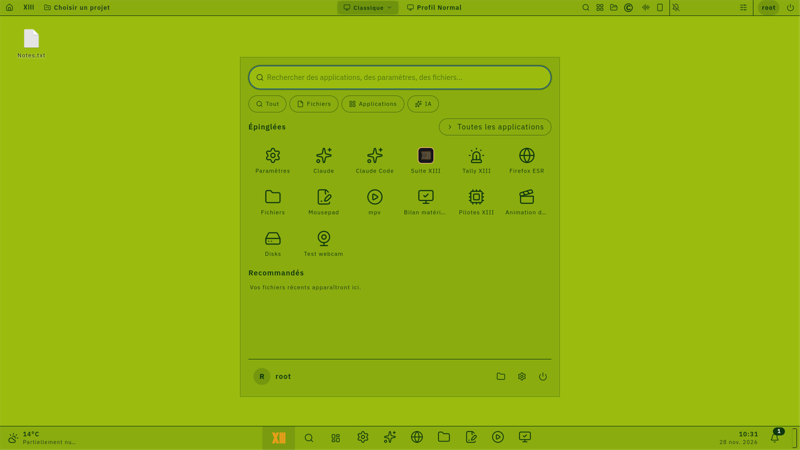 XIII Choisir un projet Classique Profil Normal root
Notes.txt
Rechercher des applications, des paramètres, des fichiers...
Tout Fichiers Applications IA
Épinglées Toutes les applications
Paramètres Claude Claude Code Suite XIII Tally XIII Firefox ESR
Fichiers Mousepad mpv Bilan matéri... Pilotes XIII Animation d...
Disks Test webcam
Recommandés
Vos fichiers récents apparaîtront ici.
R root
14°C
Partiellement nu...
XIII
10:31
28 nov. 2026
1